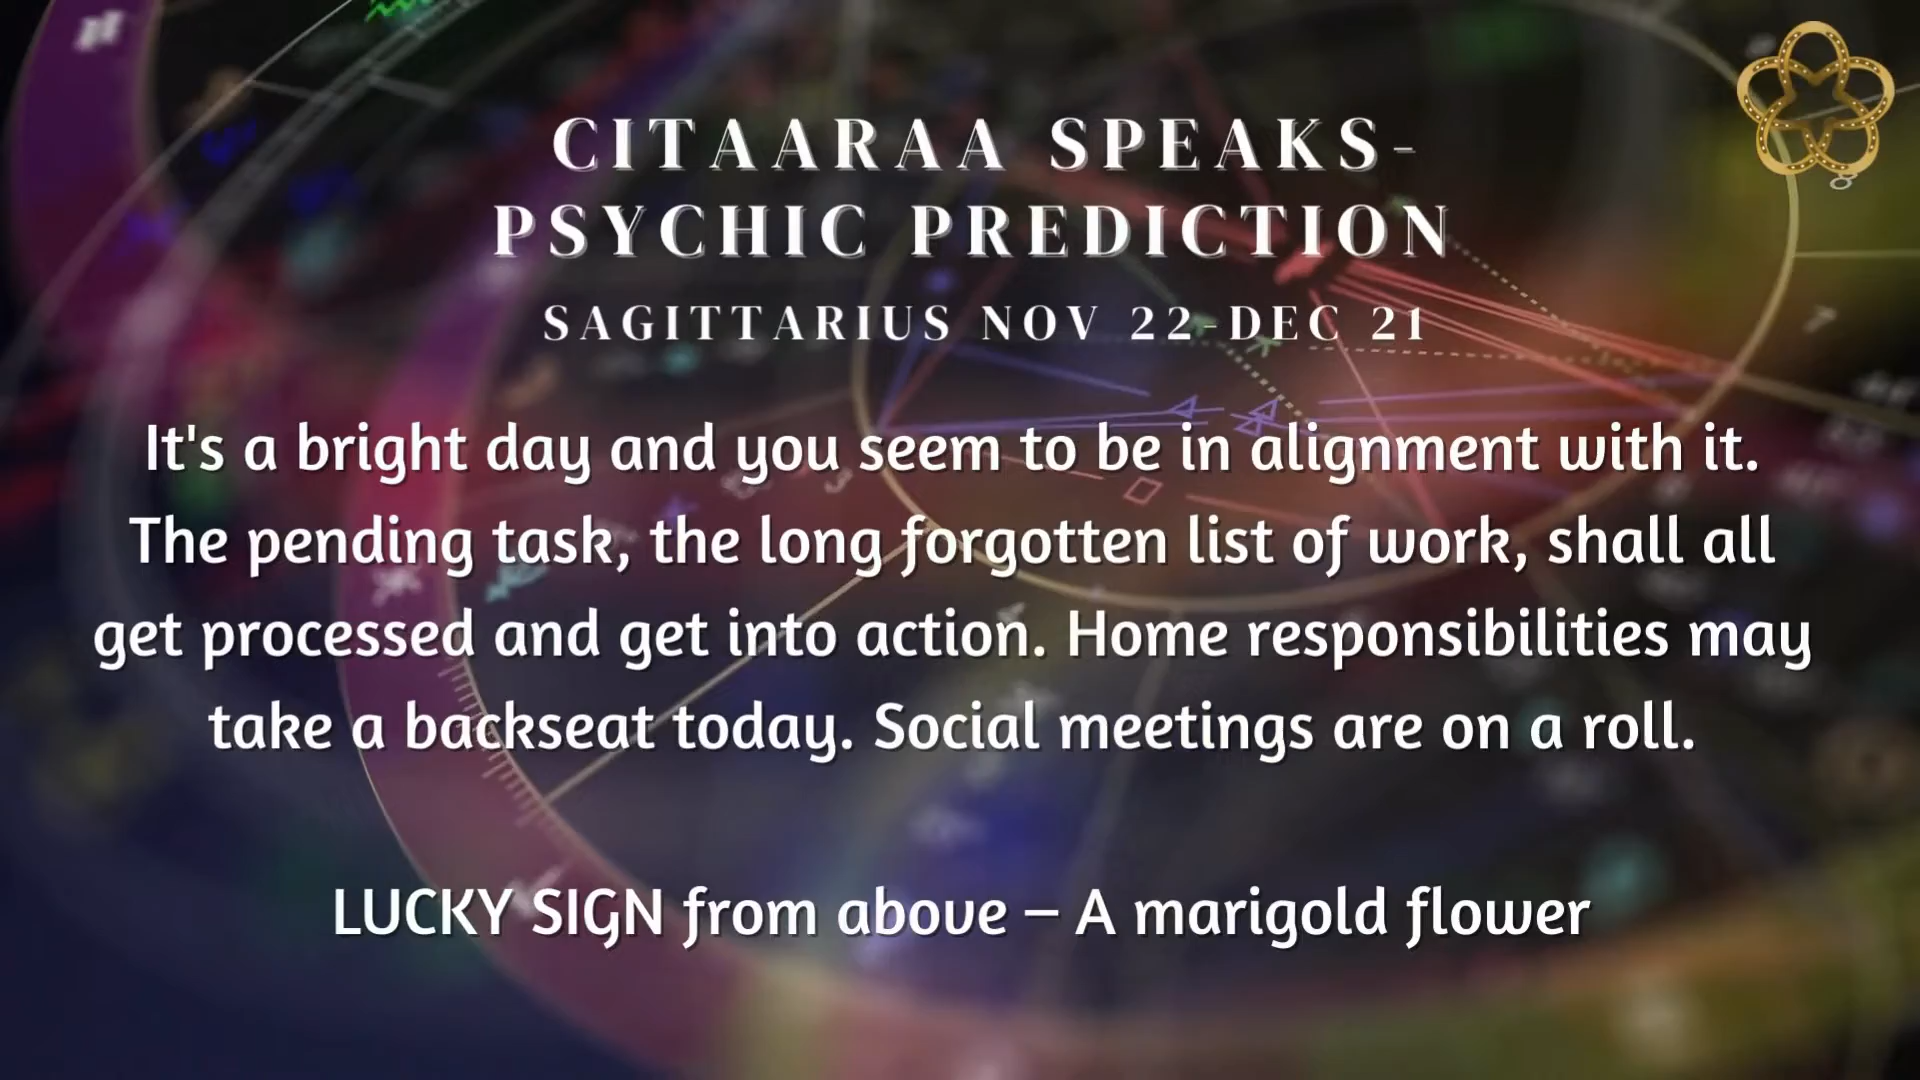 CITAARAA SPEAKS-
PSYCHIC PREDICTION
SAGITTARIUS NOV 22-DEC 21
It's a bright day and you seem to be in alignment with it.
The pending task, the long forgotten list of work, shall all
get processed and get into action. Home responsibilities may
take a backseat today. Social meetings are on a roll.
LUCKY SIGN from above – A marigold flower